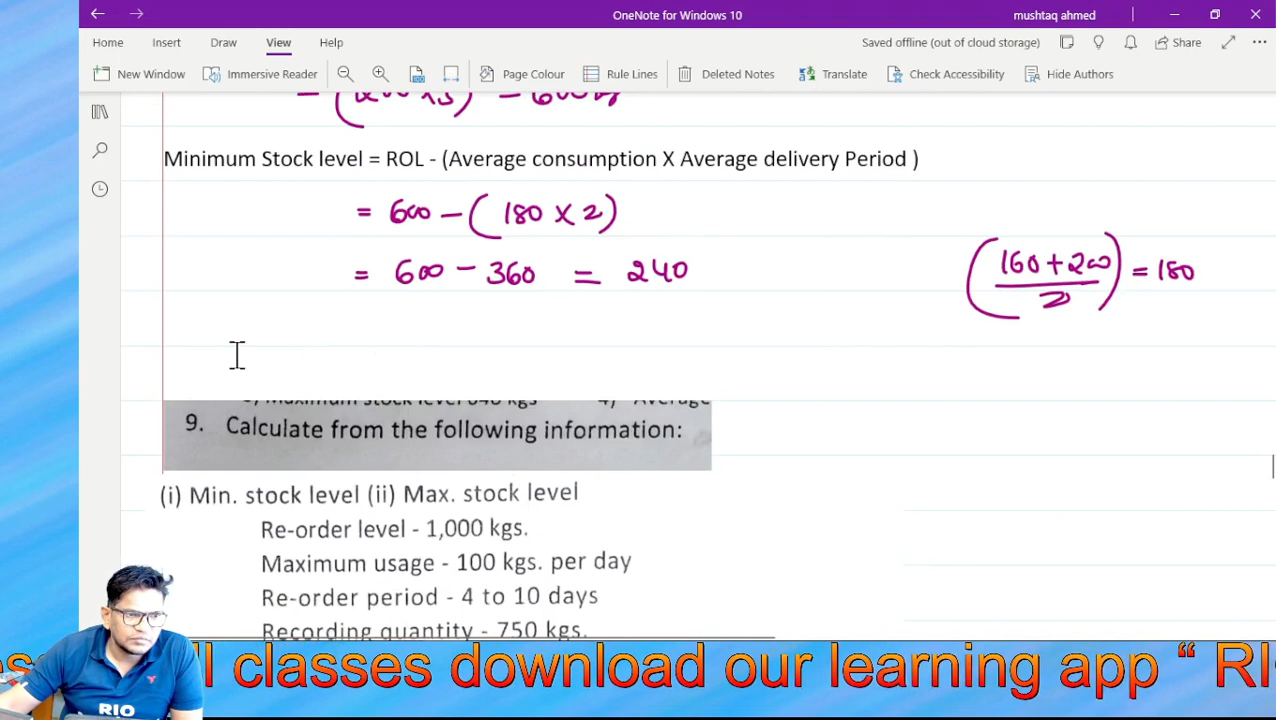 OneNote for Windows 10
mushtaq ahmed
Home Insert Draw View Help
Saved offline (out of cloud storage)
Share
New Window Immersive Reader Page Colour Rule Lines Deleted Notes Translate Check Accessibility Hide Authors
Minimum Stock level = ROL - (Average consumption X Average delivery Period )
= 600 - ( 180 X 2 )
= 600 - 360 = 240
( 160 + 200 / 2 ) = 180
4) Average
9. Calculate from the following information:
(i) Min. stock level (ii) Max. stock level
Re-order level - 1,000 kgs.
Maximum usage - 100 kgs. per day
Re-order period - 4 to 10 days
Recording quantity - 750 kgs.
classes download our learning app “ RI
RIO